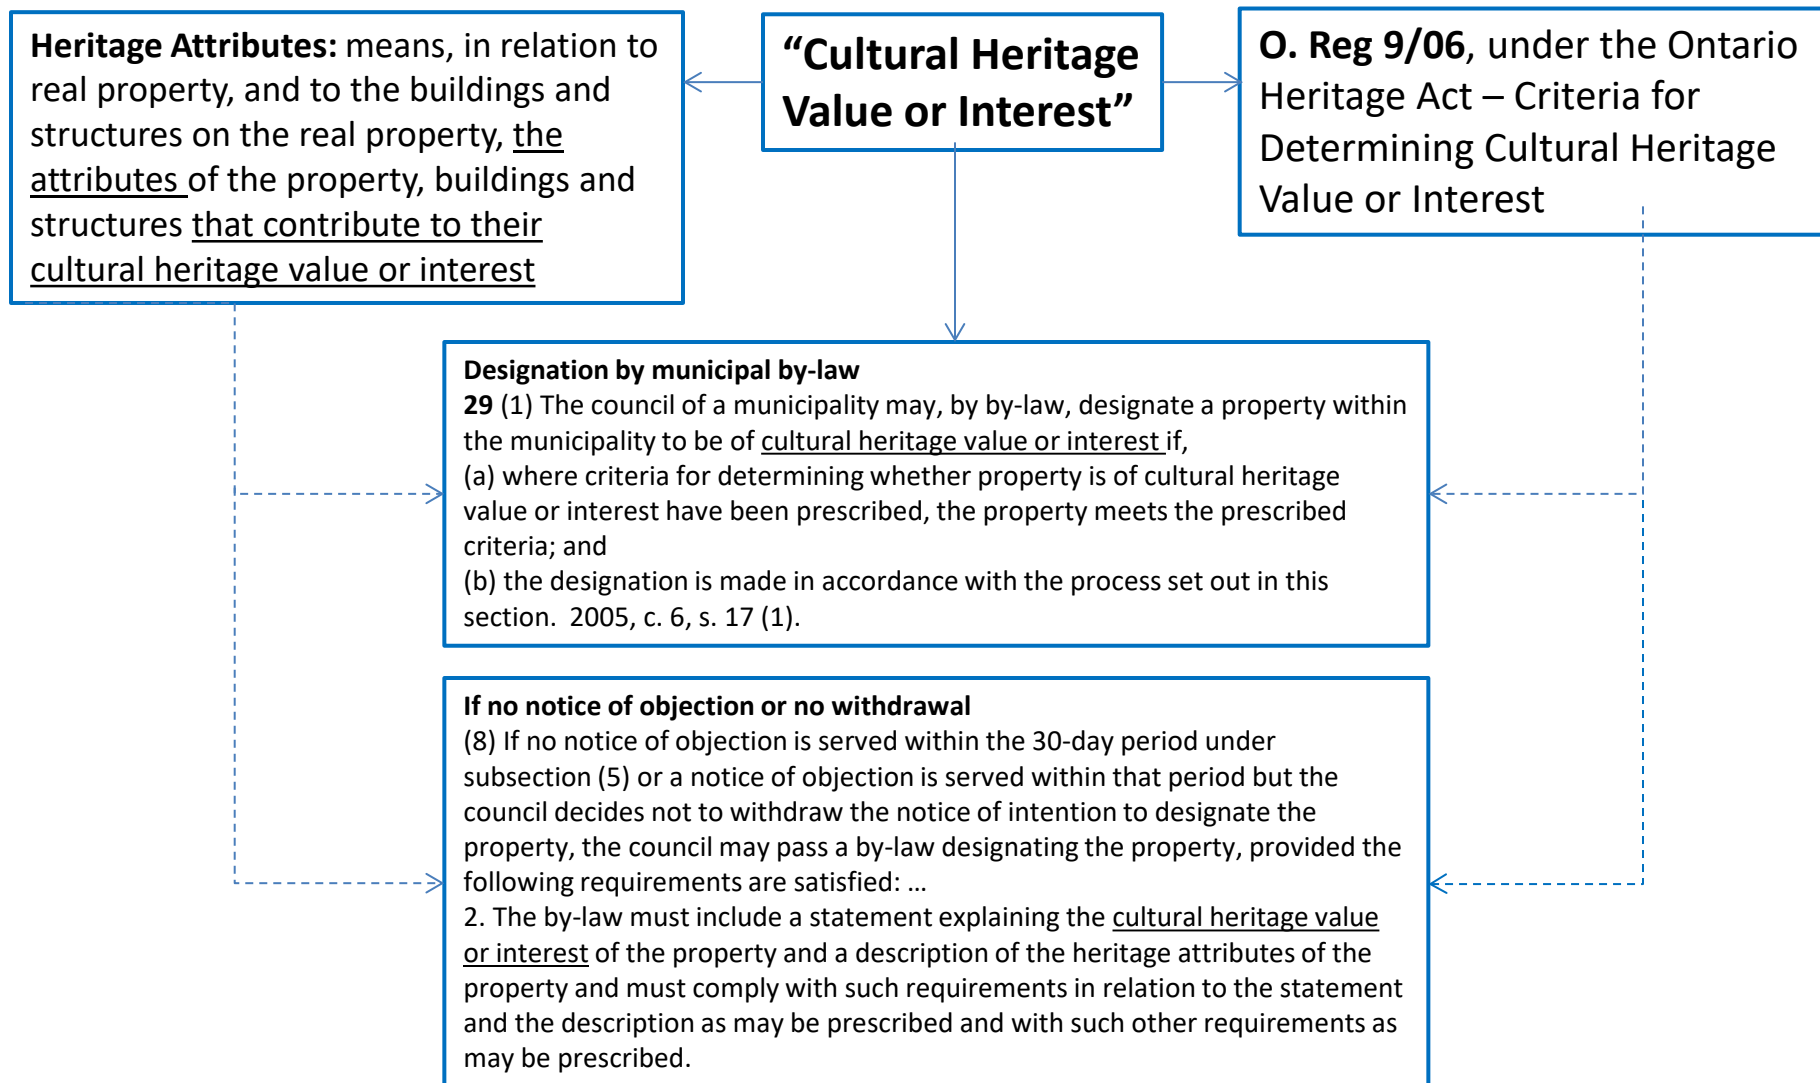 Heritage Attributes: means, in relation to
real property, and to the buildings and
structures on the real property, the
attributes of the property, buildings and
structures that contribute to their
cultural heritage value or interest
“Cultural Heritage
Value or Interest”
O. Reg 9/06, under the Ontario
Heritage Act – Criteria for
Determining Cultural Heritage
Value or Interest
Designation by municipal by-law
29 (1) The council of a municipality may, by by-law, designate a property within
the municipality to be of cultural heritage value or interest if,
(a) where criteria for determining whether property is of cultural heritage
value or interest have been prescribed, the property meets the prescribed
criteria; and
(b) the designation is made in accordance with the process set out in this
section.  2005, c. 6, s. 17 (1).
If no notice of objection or no withdrawal
(8) If no notice of objection is served within the 30-day period under
subsection (5) or a notice of objection is served within that period but the
council decides not to withdraw the notice of intention to designate the
property, the council may pass a by-law designating the property, provided the
following requirements are satisfied: …
2. The by-law must include a statement explaining the cultural heritage value
or interest of the property and a description of the heritage attributes of the
property and must comply with such requirements in relation to the statement
and the description as may be prescribed and with such other requirements as
may be prescribed.